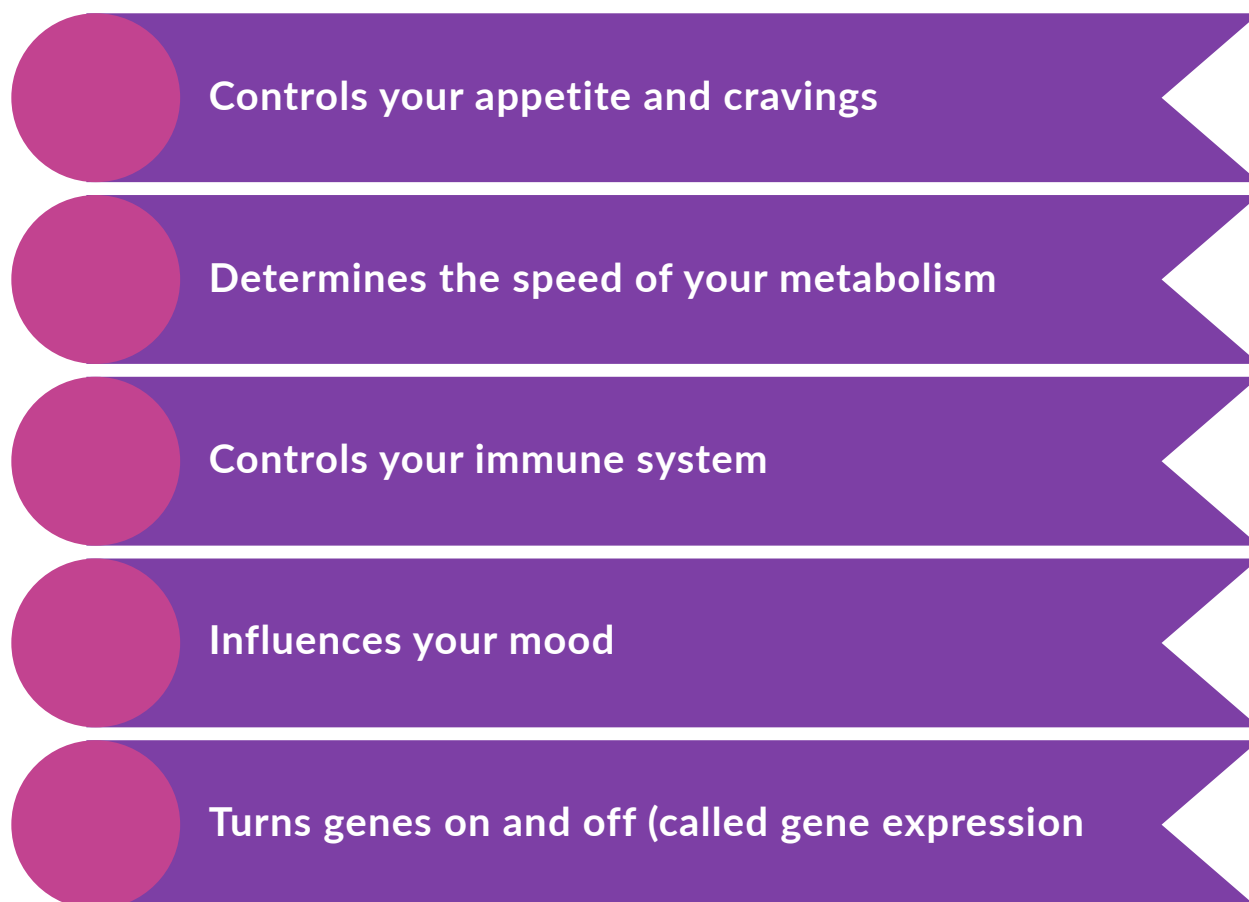 Controls your appetite and cravings
Determines the speed of your metabolism
Controls your immune system
Influences your mood
Turns genes on and off (called gene expression